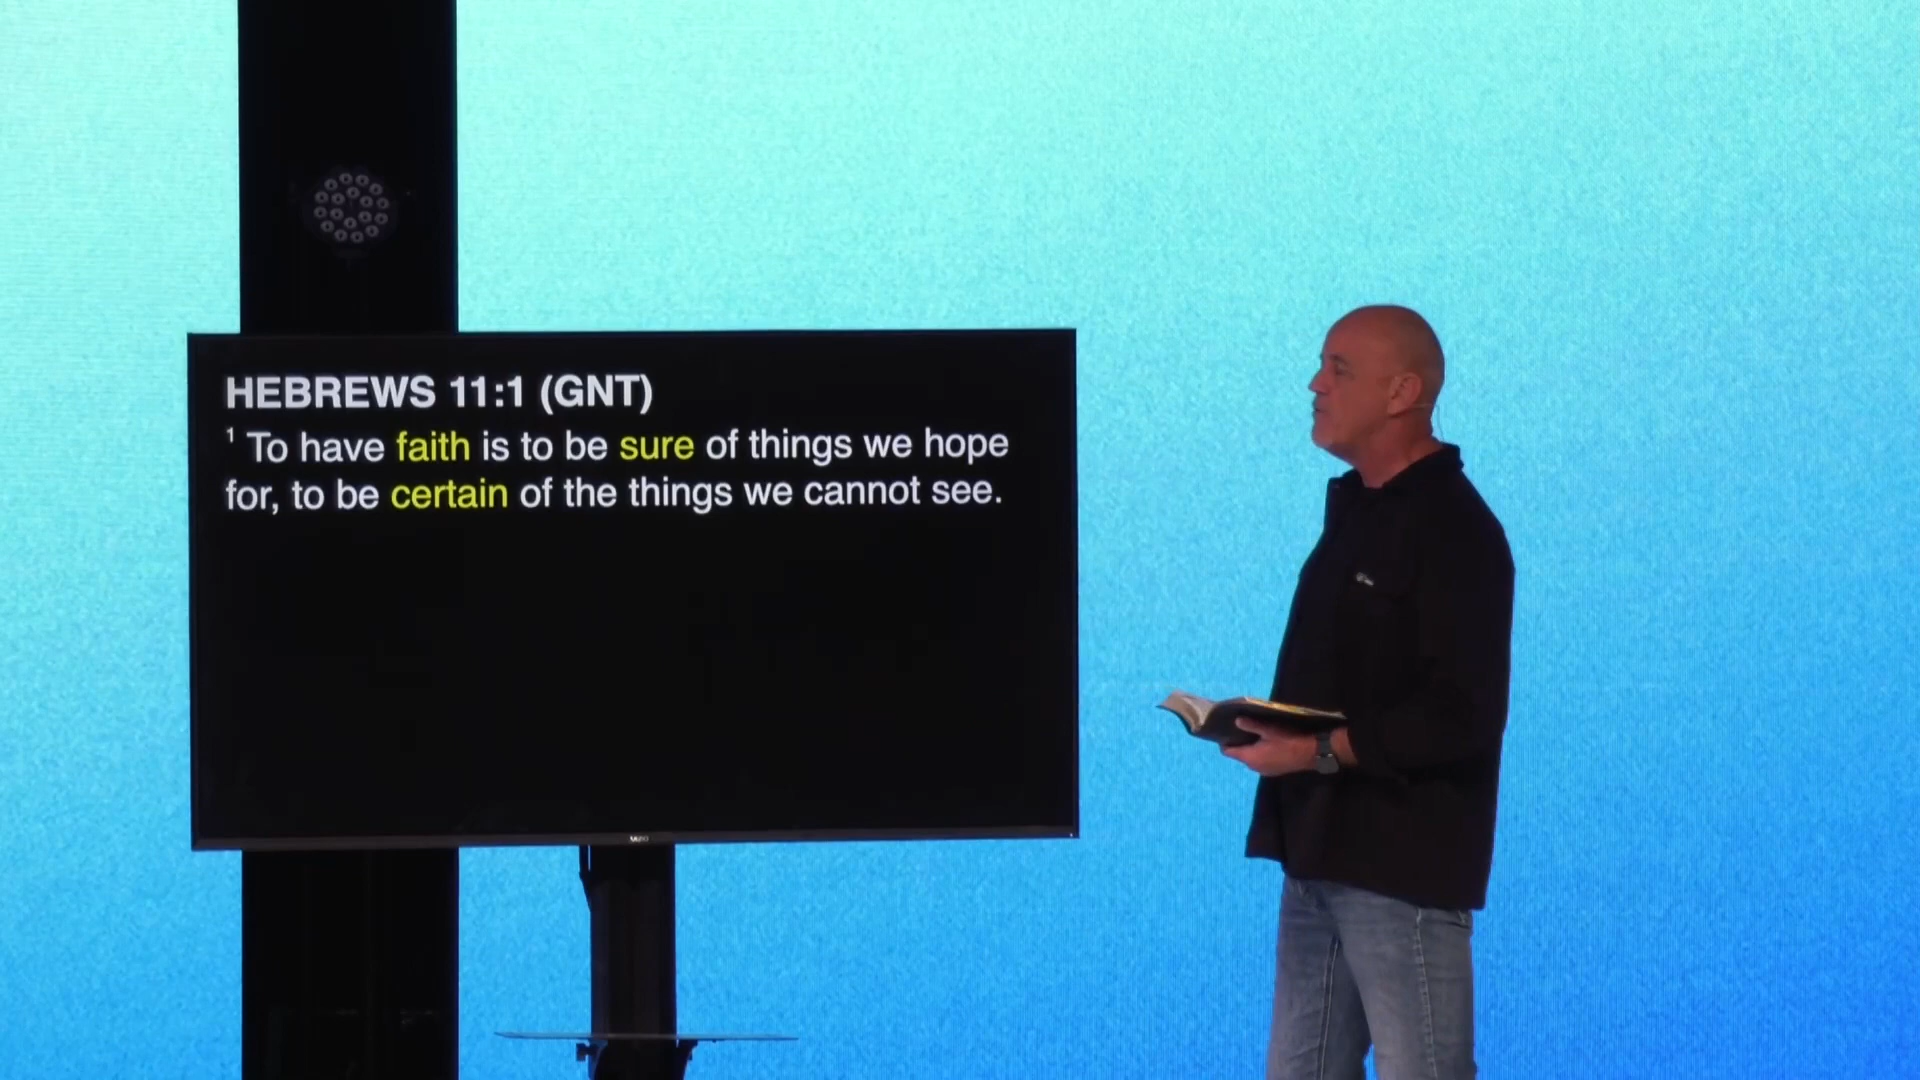 HEBREWS 11:1 (GNT)
1 To have faith is to be sure of things we hope
for, to be certain of the things we cannot see.
VIZIO